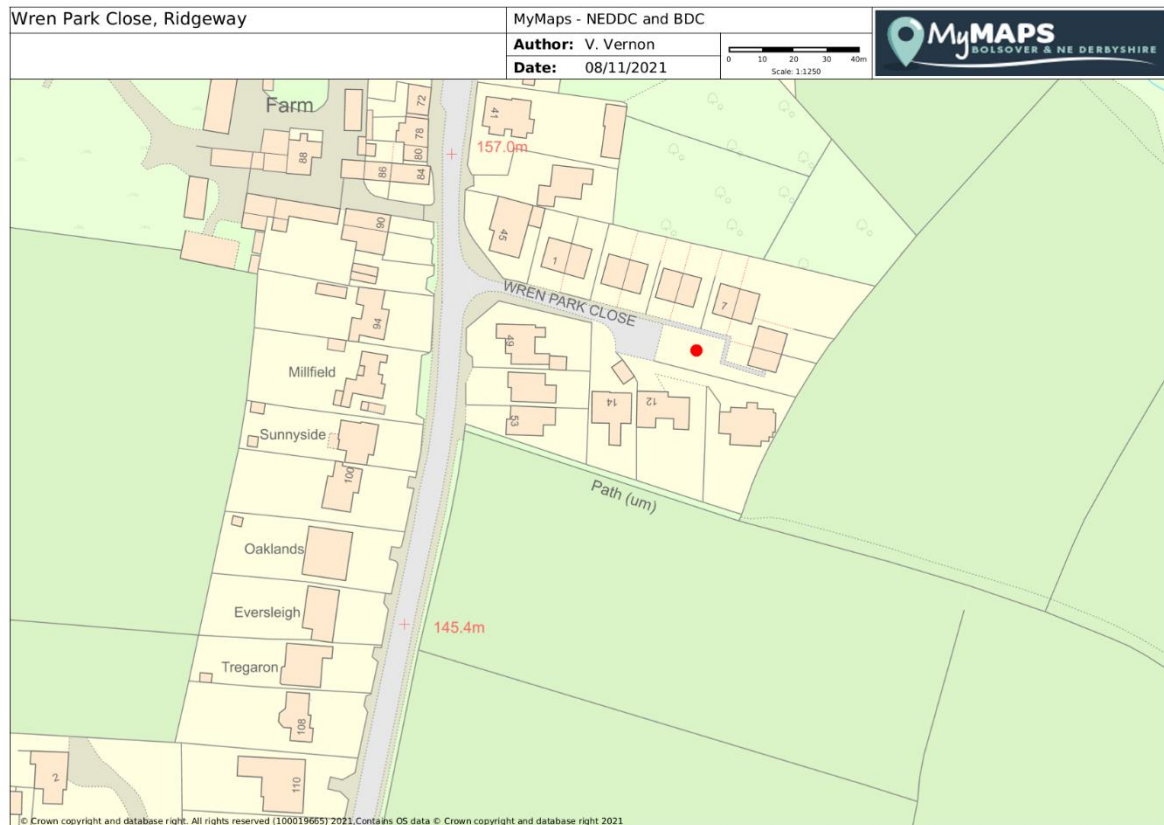 Wren Park Close, Ridgeway
MyMaps - NEDDC and BDC
Author: V. Vernon
Date: 08/11/2021
0 10 20 30 40m
Scale: 1:1250
MyMAPS
BOLSOVER & NE DERBYSHIRE
Farm
72
78
80
84
86
88
41
157.0m
90
45
1
WREN PARK CLOSE
7
94
49
Millfield
14
12
53
Sunnyside
100
Path (um)
Oaklands
Eversleigh
145.4m
Tregaron
108
110
2
© Crown copyright and database right. All rights reserved (100019665) 2021,Contains OS data © Crown copyright and database right 2021